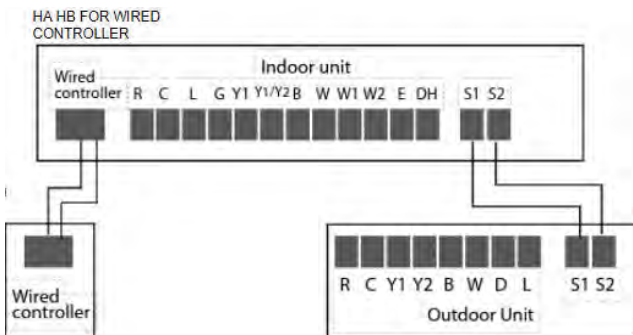 HA HB FOR WIRED
CONTROLLER
Indoor unit
Wired
controller R C L G Y1 Y1/Y2 B W W1 W2 E DH S1 S2
R C Y1 Y2 B W D L S1 S2
Wired
controller
Outdoor Unit